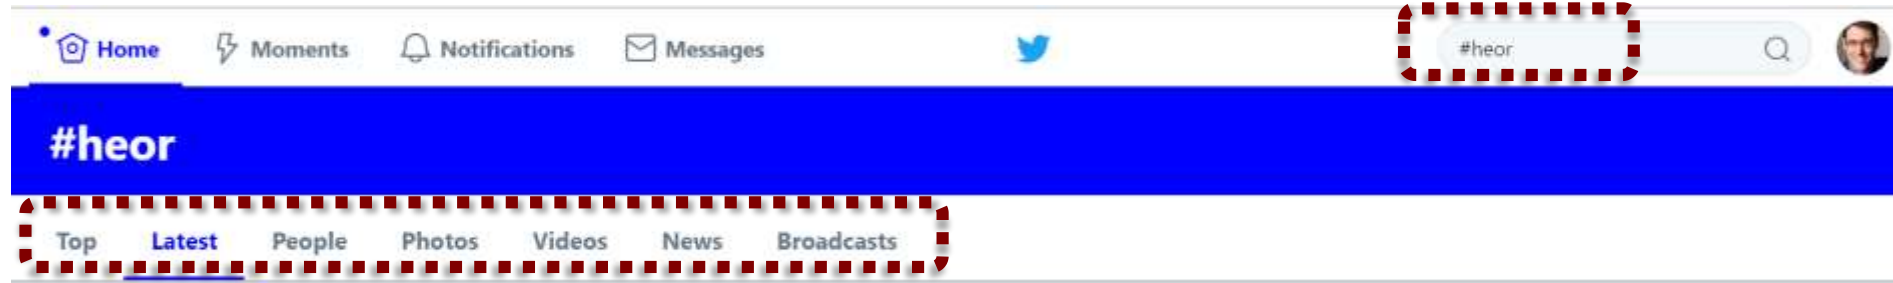 Home Moments Notifications Messages #heor
#heor
Top Latest People Photos Videos News Broadcasts